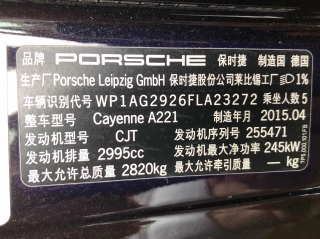 品牌 PORSCHE 保时捷 制造国 德国
生产厂 Porsche Leipzig GmbH 保时捷股份公司莱比锡工厂 1%
车辆识别代号 WP1AG2926FLA23272 乘坐人数 5
整车型号 Cayenne A221 制造年月 2015.04
发动机型号 CJT 发动机序列号 255471
发动机排量 2995cc 发动机最大净功率 245kW
最大允许总质量 2820kg 最大允许牵引质量 — kg